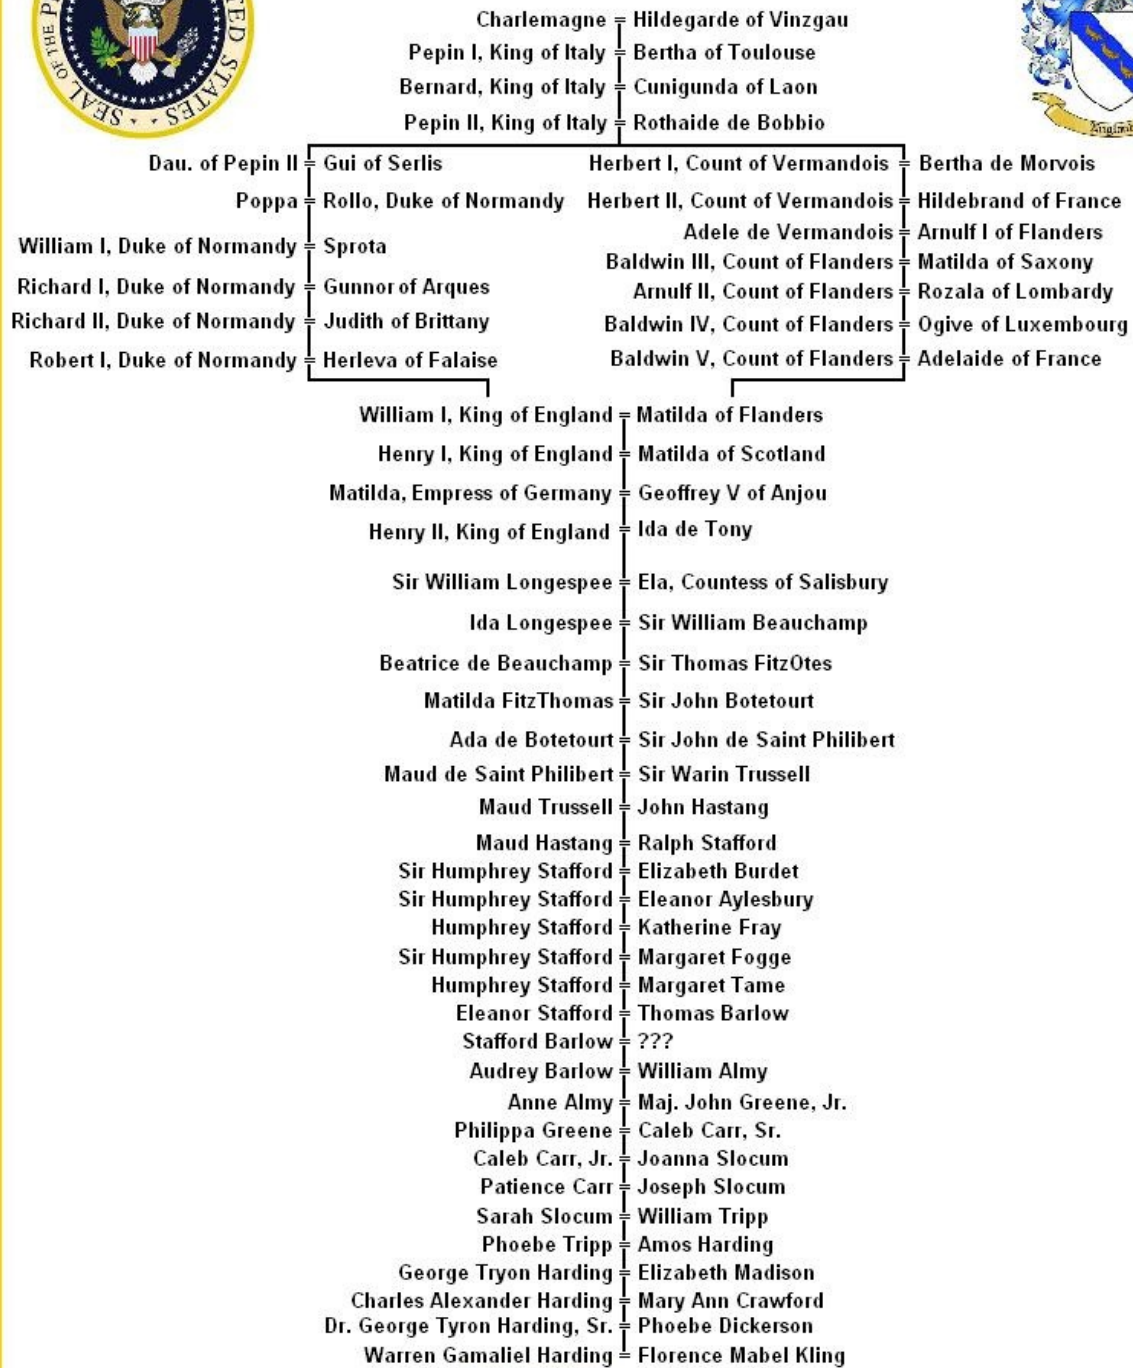 SEAL OF THE P
TED STATES
Charlemagne = Hildegarde of Vinzgau
Pepin I, King of Italy = Bertha of Toulouse
Bernard, King of Italy = Cunigunda of Laon
Pepin II, King of Italy = Rothaide de Bobbio
Dau. of Pepin II = Gui of Serlis
Herbert I, Count of Vermandois = Bertha de Morvois
Poppa = Rollo, Duke of Normandy
Herbert II, Count of Vermandois = Hildebrand of France
Adele de Vermandois = Arnulf I of Flanders
William I, Duke of Normandy = Sprota
Baldwin III, Count of Flanders = Matilda of Saxony
Richard I, Duke of Normandy = Gunnor of Arques
Arnulf II, Count of Flanders = Rozala of Lombardy
Richard II, Duke of Normandy = Judith of Brittany
Baldwin IV, Count of Flanders = Ogive of Luxembourg
Robert I, Duke of Normandy = Herleva of Falaise
Baldwin V, Count of Flanders = Adelaide of France
William I, King of England = Matilda of Flanders
Henry I, King of England = Matilda of Scotland
Matilda, Empress of Germany = Geoffrey V of Anjou
Henry II, King of England = Ida de Tony
Sir William Longespee = Ela, Countess of Salisbury
Ida Longespee = Sir William Beauchamp
Beatrice de Beauchamp = Sir Thomas FitzOtes
Matilda FitzThomas = Sir John Botetourt
Ada de Botetourt = Sir John de Saint Philibert
Maud de Saint Philibert = Sir Warin Trussell
Maud Trussell = John Hastang
Maud Hastang = Ralph Stafford
Sir Humphrey Stafford = Elizabeth Burdet
Sir Humphrey Stafford = Eleanor Aylesbury
Humphrey Stafford = Katherine Fray
Sir Humphrey Stafford = Margaret Fogge
Humphrey Stafford = Margaret Tame
Eleanor Stafford = Thomas Barlow
Stafford Barlow = ???
Audrey Barlow = William Almy
Anne Almy = Maj. John Greene, Jr.
Philippa Greene = Caleb Carr, Sr.
Caleb Carr, Jr. = Joanna Slocum
Patience Carr = Joseph Slocum
Sarah Slocum = William Tripp
Phoebe Tripp = Amos Harding
George Tryon Harding = Elizabeth Madison
Charles Alexander Harding = Mary Ann Crawford
Dr. George Tyron Harding, Sr. = Phoebe Dickerson
Warren Gamaliel Harding = Florence Mabel Kling